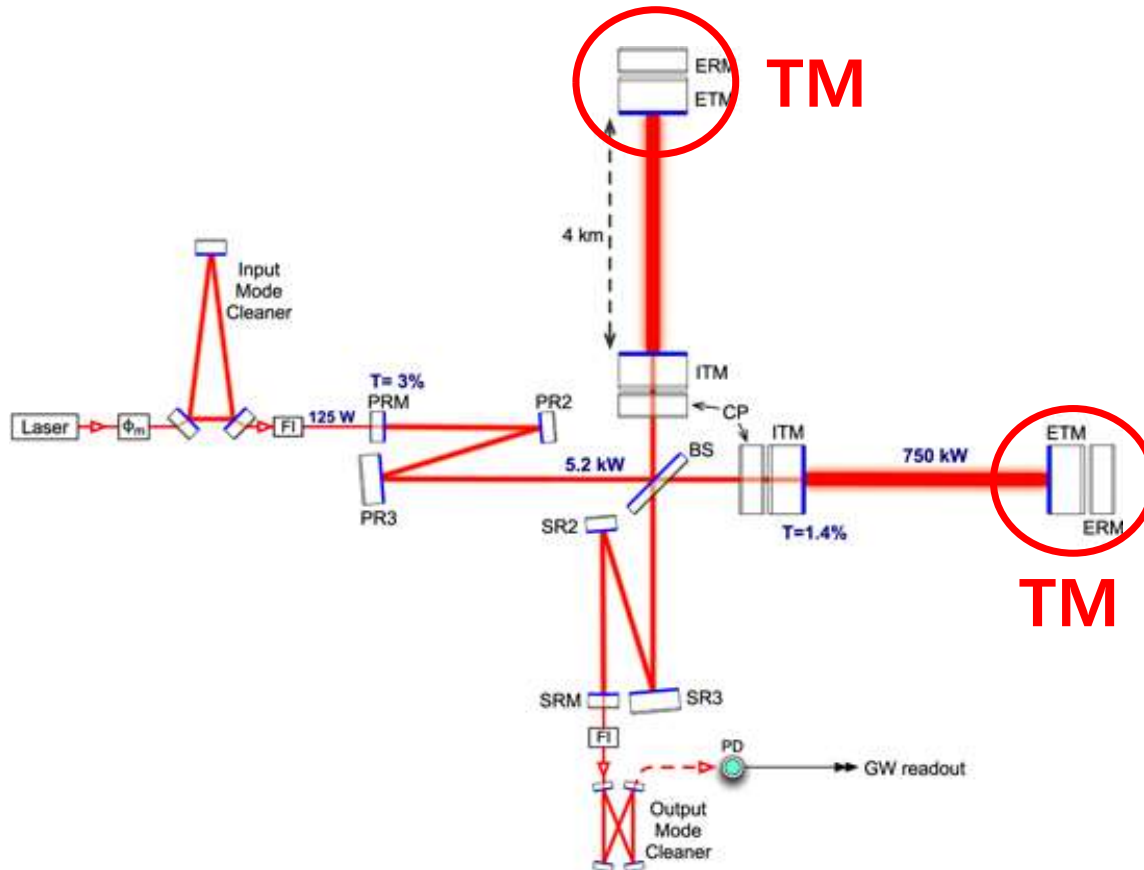 ERM
TM
ETM
4 km
Input
Mode
Cleaner
ITM
T= 3%
PRM
PR2
CP
Laser
ϕm
FI
125 W
ITM
ETM
BS
5.2 kW
750 kW
PR3
SR2
T=1.4%
ERM
TM
SRM
SR3
FI
PD
GW readout
Output
Mode
Cleaner